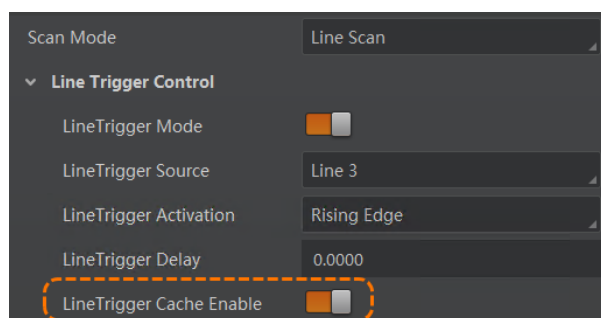 Scan Mode Line Scan
Line Trigger Control
LineTrigger Mode
LineTrigger Source Line 3
LineTrigger Activation Rising Edge
LineTrigger Delay 0.0000
LineTrigger Cache Enable